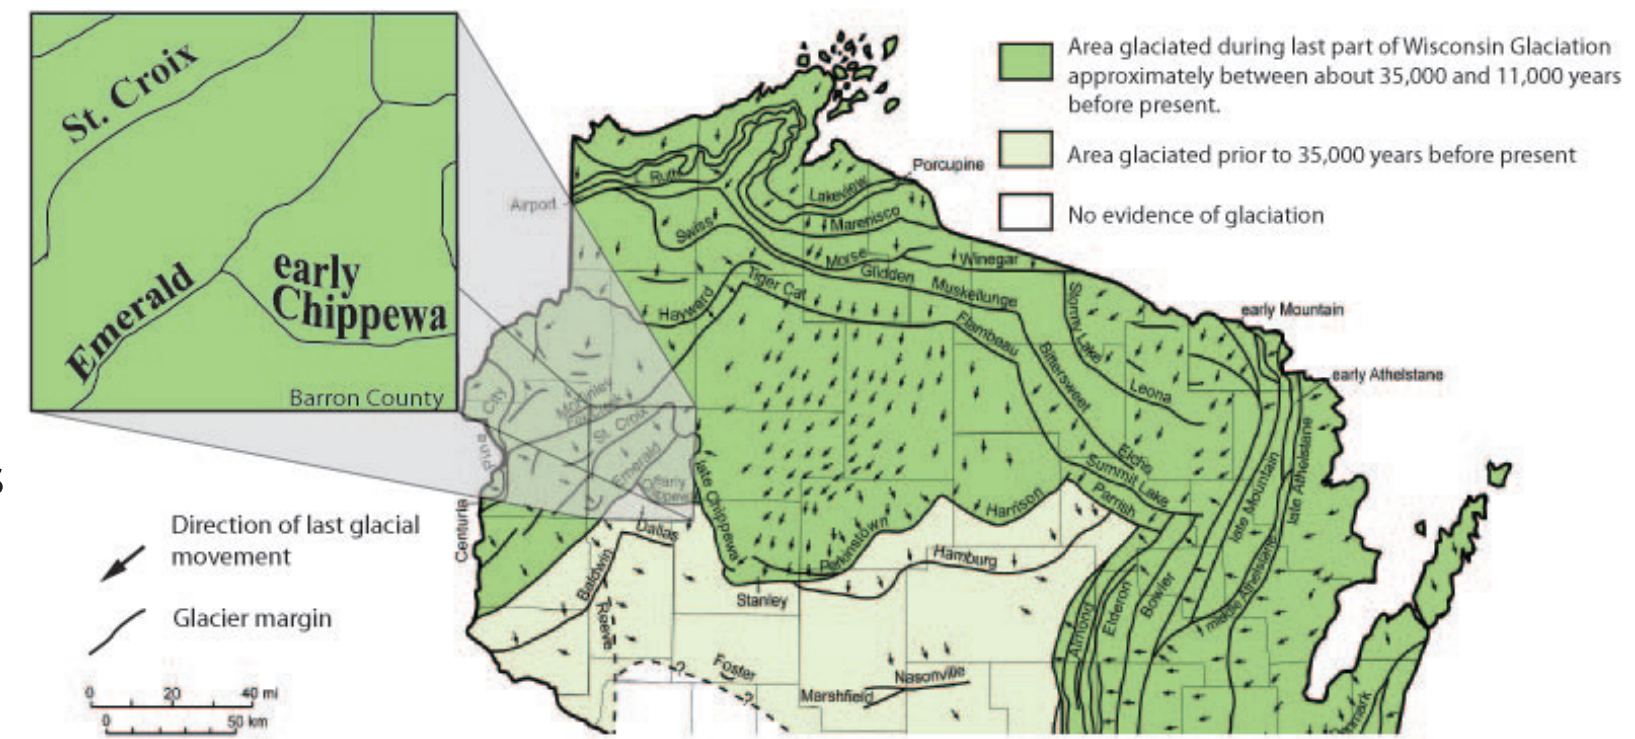 St. Croix
Emerald
early
Chippewa
Barron County
Area glaciated during last part of Wisconsin Glaciation
approximately between about 35,000 and 11,000 years
before present.
Area glaciated prior to 35,000 years before present
No evidence of glaciation
Direction of last glacial
movement
Glacier margin
0 20 40 mi
0 50 km
Porcupine
Airport
Lakeview
Marenisco
Swiss
Morse
Winegar
Glidden
Muskellunge
Tiger Cat
Hayward
Stormy Lake
early Mountain
Flambeau
Bittersweet
early Athelstane
Leona
City
McKinley
St. Croix
Emerald
early
Chippewa
Pine
Elcho
Summit Lake
Parrish
late Mountain
late Athelstane
late Chippewa
Harrison
Centuria
Dallas
Perkinstown
Hamburg
Baldwin
Stanley
Reeve
Almond
Elderon
Bowler
middle Athelstane
Foster
?
?
Nasonville
Marshfield